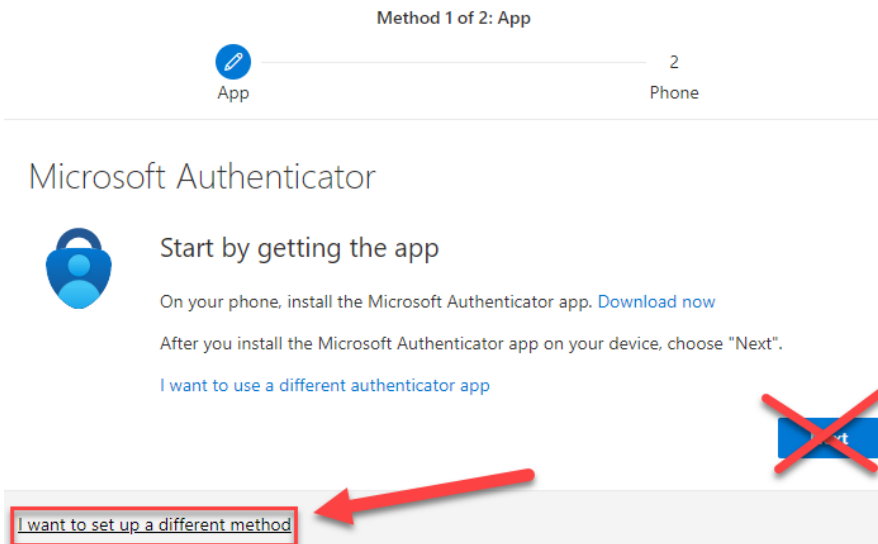 Method 1 of 2: App
2
App
Phone
Microsoft Authenticator
Start by getting the app
On your phone, install the Microsoft Authenticator app. Download now
After you install the Microsoft Authenticator app on your device, choose "Next".
I want to use a different authenticator app
I want to set up a different method